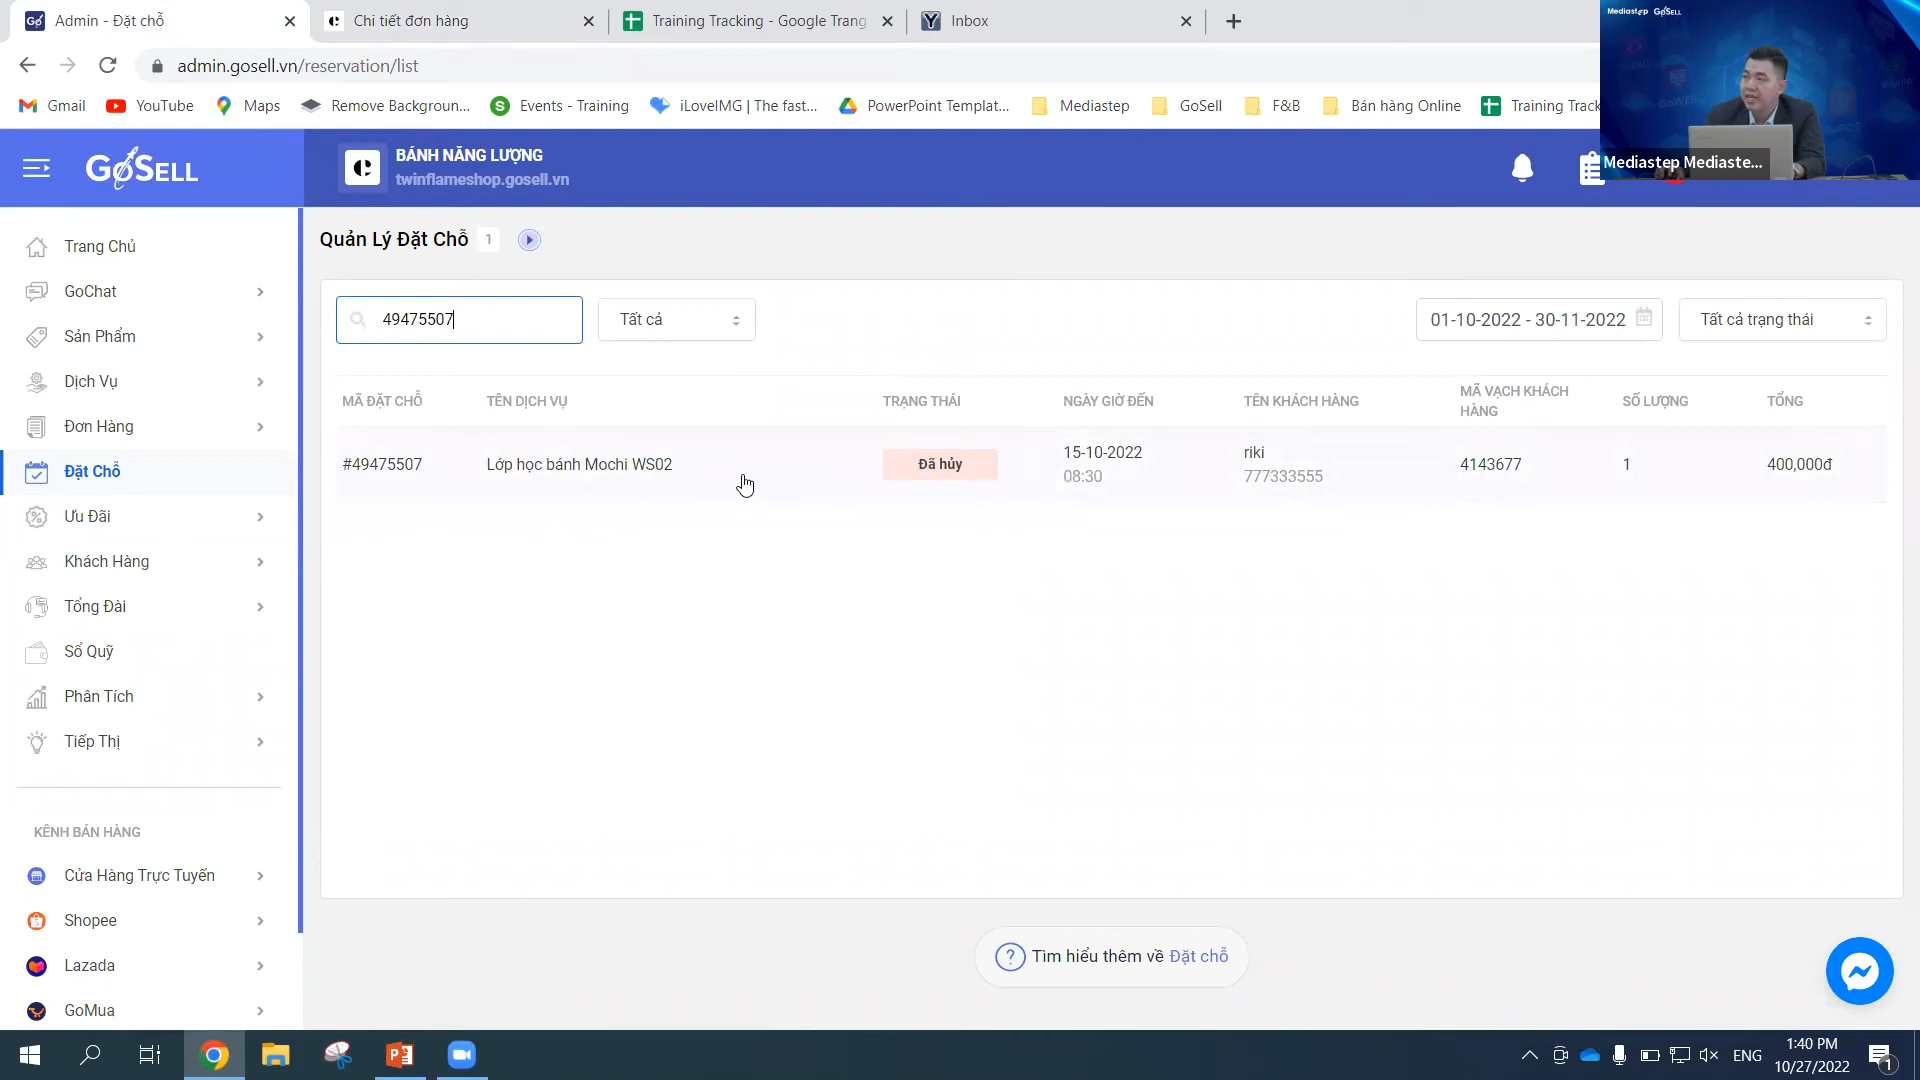 Admin - Đặt chỗ
Chi tiết đơn hàng
Training Tracking - Google Trang
Inbox
admin.gosell.vn/reservation/list
Gmail
YouTube
Maps
Remove Backgroun...
Events - Training
iLoveIMG | The fast...
PowerPoint Templat...
Mediastep
GoSell
F&B
Bán hàng Online
Training Track
Mediastep GoSELL
Mediastep Mediaste...
GoSELL
BÁNH NĂNG LƯỢNG
twinflameshop.gosell.vn
Trang Chủ
GoChat
Sản Phẩm
Dịch Vụ
Đơn Hàng
Đặt Chỗ
Ưu Đãi
Khách Hàng
Tổng Đài
Sổ Quỹ
Phân Tích
Tiếp Thị
KÊNH BÁN HÀNG
Cửa Hàng Trực Tuyến
Shopee
Lazada
GoMua
Quản Lý Đặt Chỗ 1
49475507
Tất cả
01-10-2022 - 30-11-2022
Tất cả trạng thái
MÃ ĐẶT CHỖ
TÊN DỊCH VỤ
TRẠNG THÁI
NGÀY GIỜ ĐẾN
TÊN KHÁCH HÀNG
MÃ VẠCH KHÁCH
HÀNG
SỐ LƯỢNG
TỔNG
#49475507
Lớp học bánh Mochi WS02
Đã hủy
15-10-2022
08:30
riki
777333555
4143677
1
400,000đ
Tìm hiểu thêm về Đặt chỗ
ENG
1:40 PM
10/27/2022
1